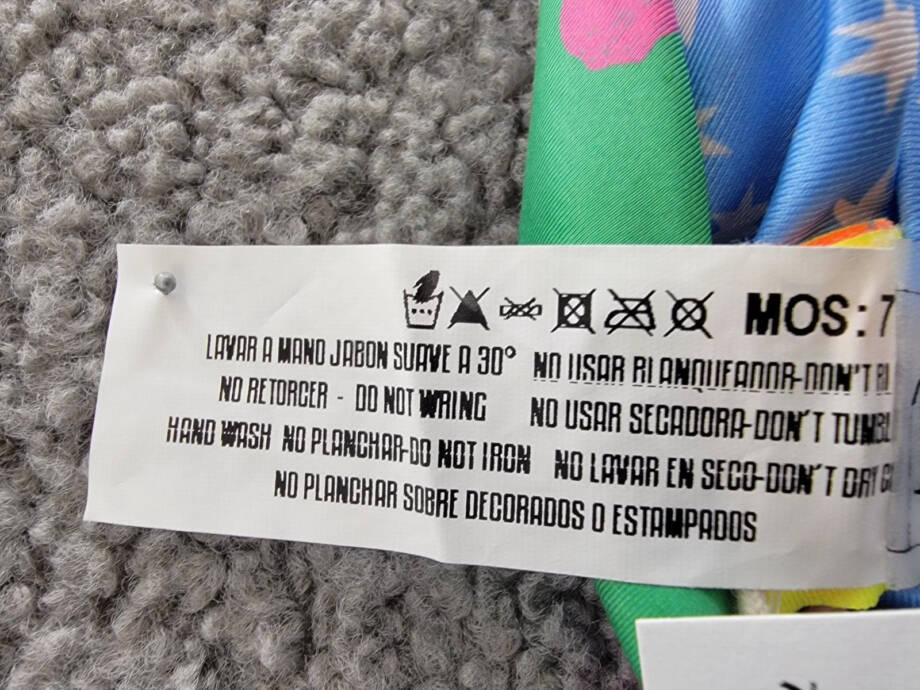 MOS: 7
LAVAR A MANO JABON SUAVE A 30° NO USAR BLANQUEADOR-DON'T
NO RETORCER - DO NOT WRING NO USAR SECADORA-DON'T TUMBL
HAND WASH NO PLANCHAR-DO NOT IRON NO LAVAR EN SECO-DON'T DRY
NO PLANCHAR SOBRE DECORADOS O ESTAMPADOS